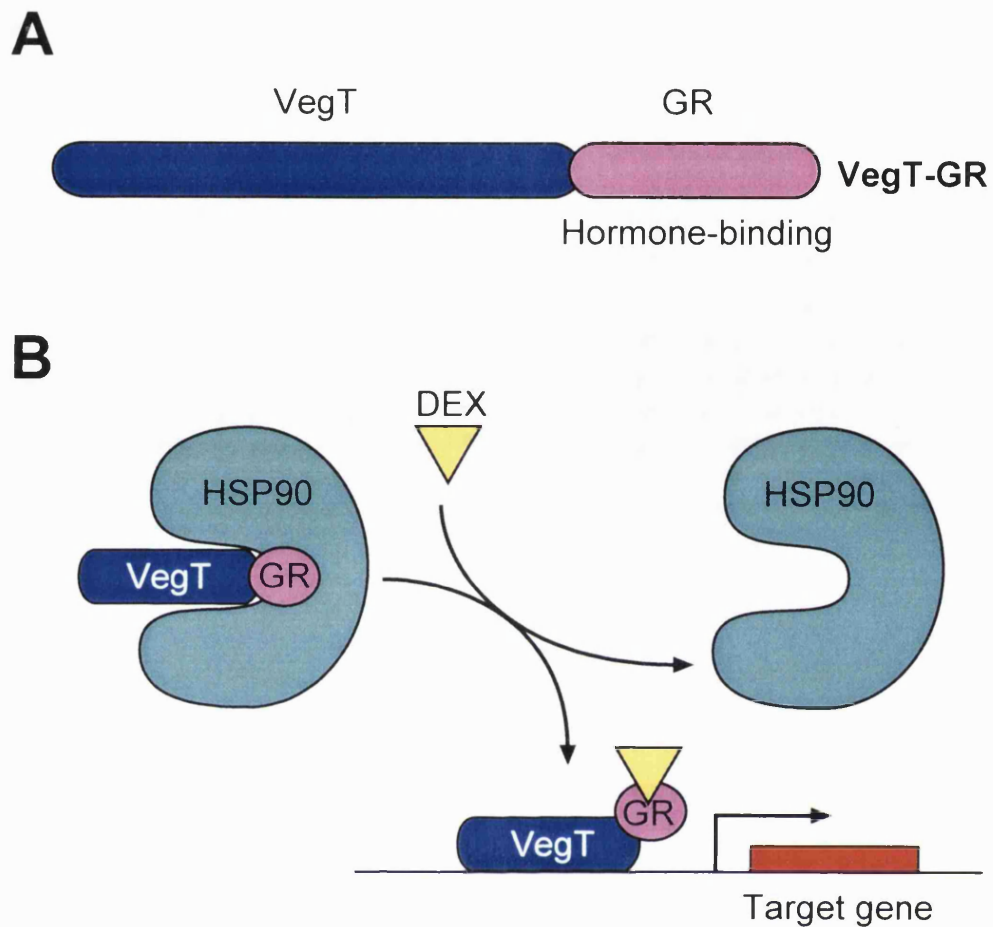 A
VegT GR
VegT-GR
Hormone-binding
B
DEX
HSP90 HSP90
VegT GR
GR
VegT
Target gene